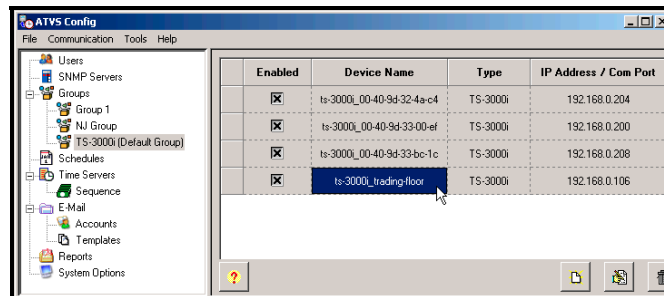 ATVS Config
File Communication Tools Help
Users
SNMP Servers
Groups
Group 1
NJ Group
TS-3000i (Default Group)
Schedules
Time Servers
Sequence
E-Mail
Accounts
Templates
Reports
System Options
Enabled Device Name Type IP Address / Com Port
ts-3000i_00-40-9d-32-4a-c4 TS-3000i 192.168.0.204
ts-3000i_00-40-9d-33-00-ef TS-3000i 192.168.0.200
ts-3000i_00-40-9d-33-bc-1c TS-3000i 192.168.0.208
ts-3000i_trading-floor TS-3000i 192.168.0.106
?